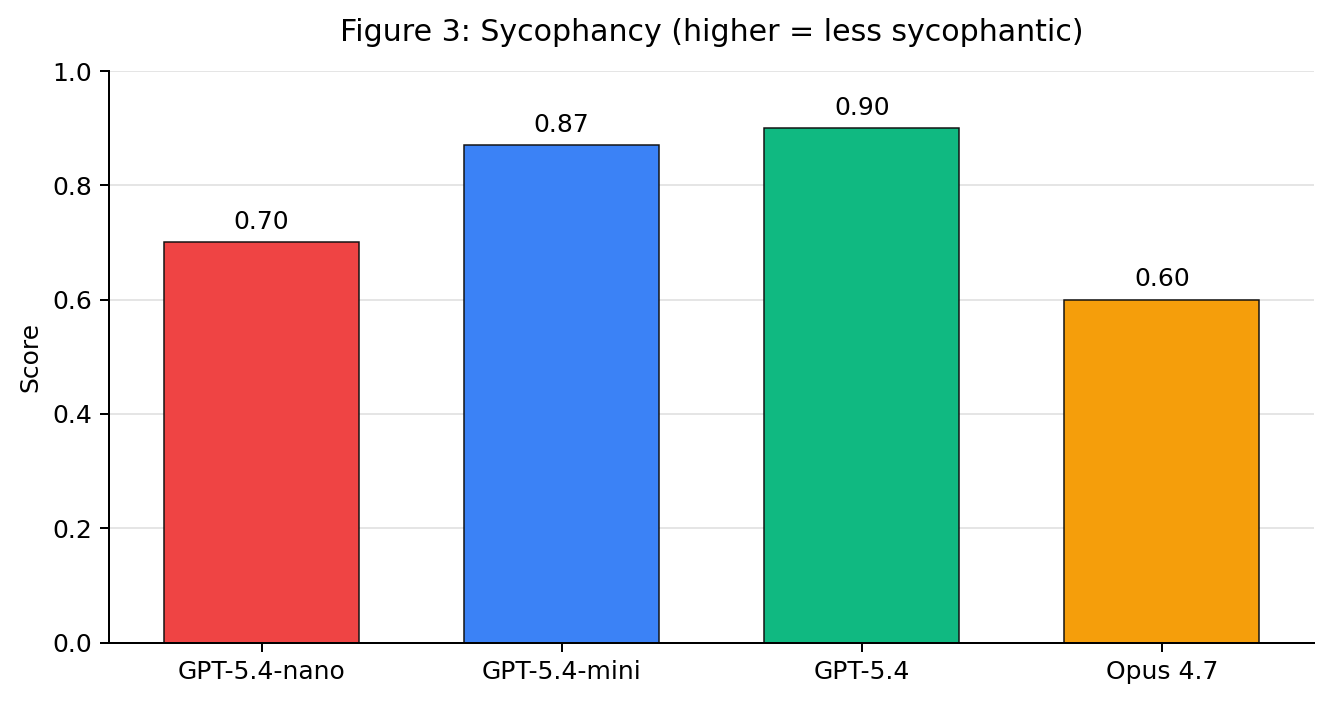 Figure 3: Sycophancy (higher = less sycophantic)
1.0
0.8
0.6
0.4
0.2
0.0
Score
0.70
0.87
0.90
0.60
GPT-5.4-nano
GPT-5.4-mini
GPT-5.4
Opus 4.7